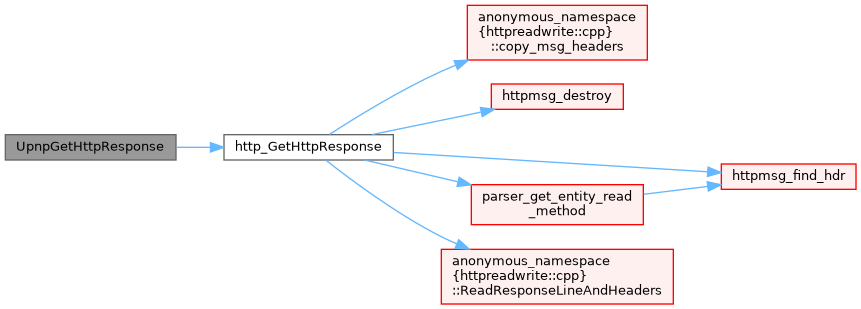 UpnpGetHttpResponse
http_GetHttpResponse
anonymous_namespace
{httpreadwrite::cpp}
::copy_msg_headers
httpmsg_destroy
httpmsg_find_hdr
parser_get_entity_read
_method
anonymous_namespace
{httpreadwrite::cpp}
::ReadResponseLineAndHeaders